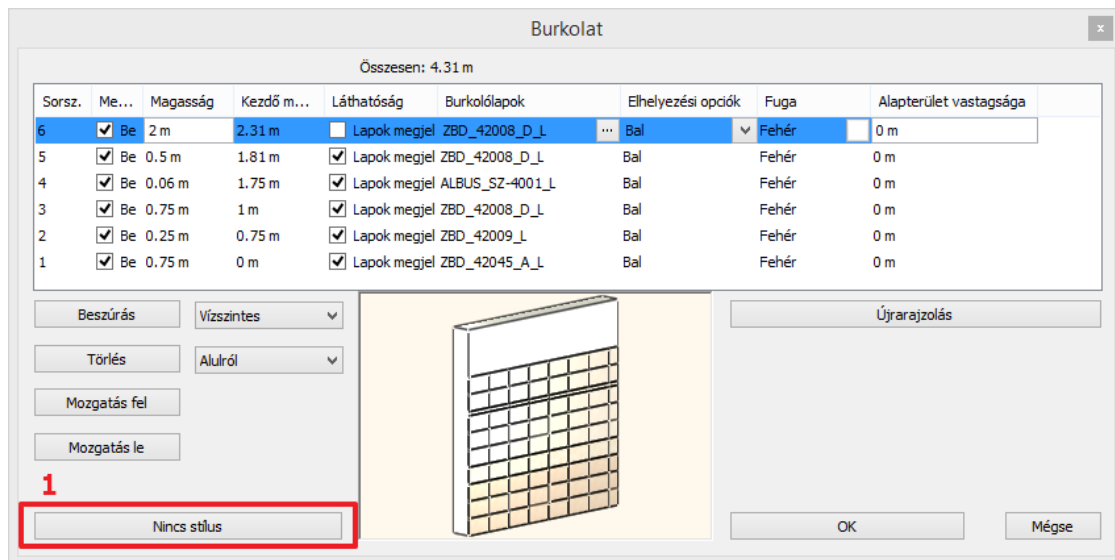 Burkolat
x
Összesen: 4.31 m
Sorsz. Me... Magasság Kezdő m... Láthatóság Burkolólapok Elhelyezési opciók Fuga Alapterület vastagsága
6 Be 2 m 2.31 m Lapok megjel ZBD_42008_D_L ... Bal Fehér 0 m
5 Be 0.5 m 1.81 m Lapok megjel ZBD_42008_D_L Bal Fehér 0 m
4 Be 0.06 m 1.75 m Lapok megjel ALBUS_SZ-4001_L Bal Fehér 0 m
3 Be 0.75 m 1 m Lapok megjel ZBD_42008_D_L Bal Fehér 0 m
2 Be 0.25 m 0.75 m Lapok megjel ZBD_42009_L Bal Fehér 0 m
1 Be 0.75 m 0 m Lapok megjel ZBD_42045_A_L Bal Fehér 0 m
Beszúrás Vízszintes Újrarajzolás
Törlés Alulról
Mozgatás fel
Mozgatás le
1
Nincs stílus OK Mégse